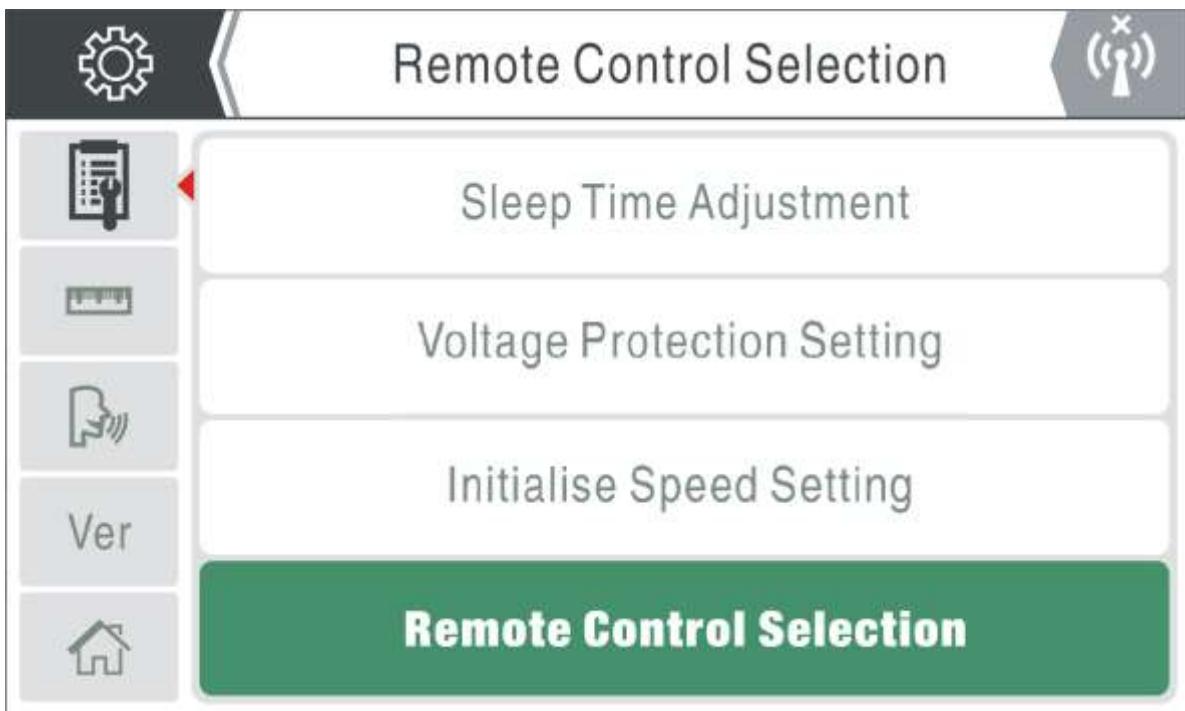 Remote Control Selection
Sleep Time Adjustment
Voltage Protection Setting
Initialise Speed Setting
Ver
Remote Control Selection